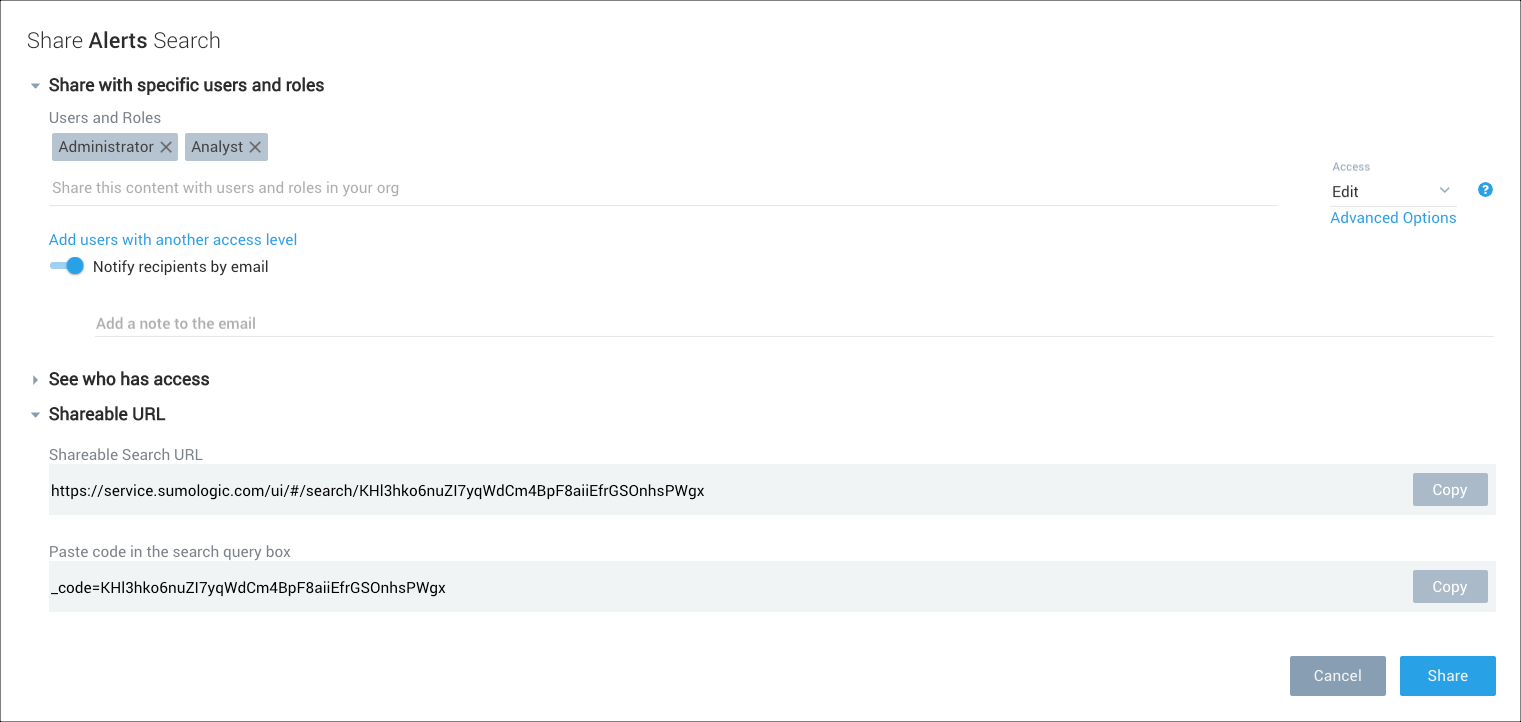 Share Alerts Search
Share with specific users and roles
Users and Roles
Administrator Analyst
Share this content with users and roles in your org
Access
Edit
?
Advanced Options
Add users with another access level
Notify recipients by email
Add a note to the email
See who has access
Shareable URL
Shareable Search URL
https://service.sumologic.com/ui/#/search/KHl3hko6nuZI7yqWdCm4BpF8aiiEfrGSOnhsPWgx
Copy
Paste code in the search query box
_code=KHl3hko6nuZI7yqWdCm4BpF8aiiEfrGSOnhsPWgx
Copy
Cancel
Share